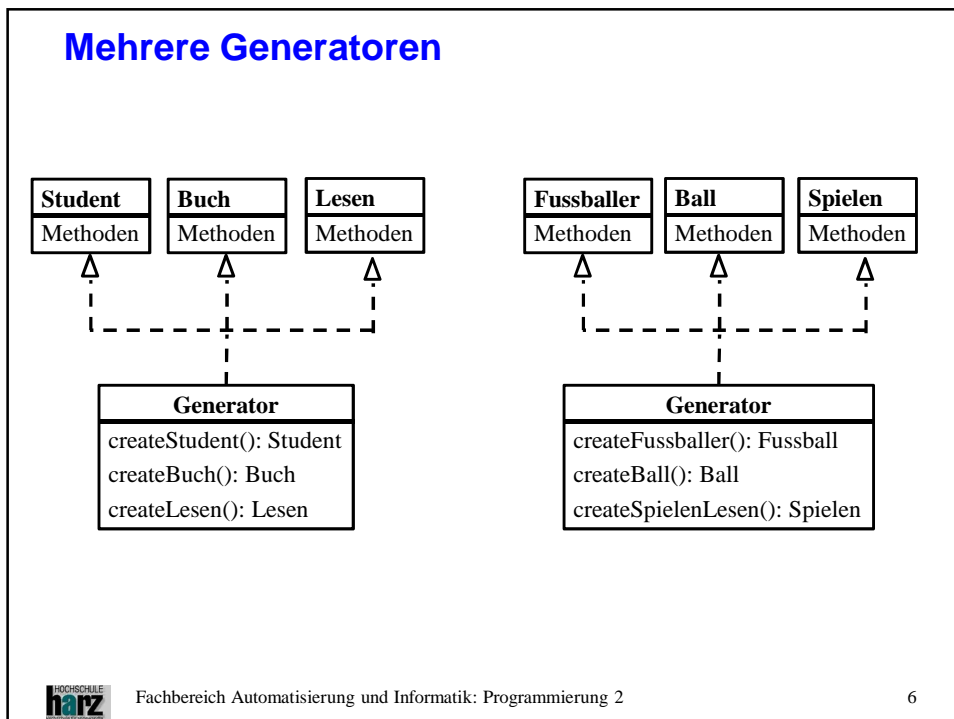 Mehrere Generatoren
Student
Methoden
Buch
Methoden
Lesen
Methoden
Fussballer
Methoden
Ball
Methoden
Spielen
Methoden
Generator
createStudent(): Student
createBuch(): Buch
createLesen(): Lesen
Generator
createFussballer(): Fussball
createBall(): Ball
createSpielenLesen(): Spielen
HOCHSCHULE
harz
Fachbereich Automatisierung und Informatik: Programmierung 2
6